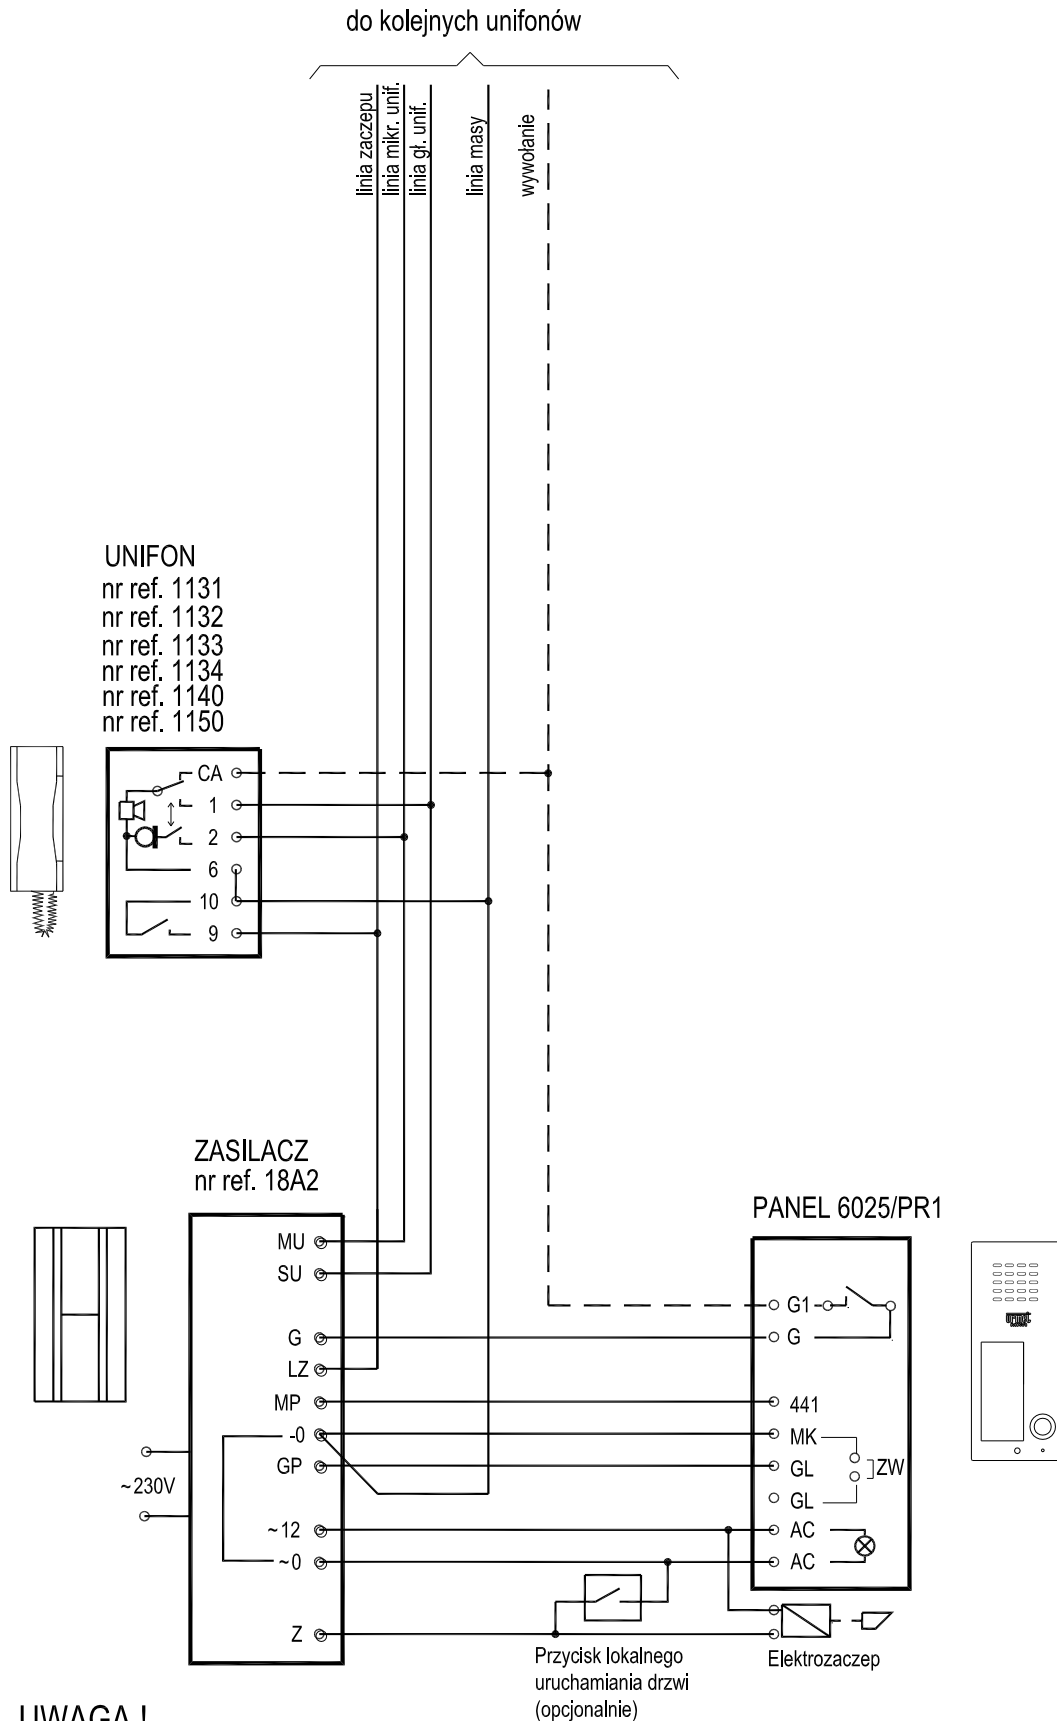 do kolejnych unifonów
linia zaczepu
linia mikr. unif.
linia gł. unif.
linia masy
wywołanie
UNIFON
nr ref. 1131
nr ref. 1132
nr ref. 1133
nr ref. 1134
nr ref. 1140
nr ref. 1150
CA
1
2
6
10
9
ZASILACZ
nr ref. 18A2
MU
SU
G
LZ
MP
-0
GP
~12
~0
Z
~230V
PANEL 6025/PR1
G1
G
441
MK
GL
GL
ZW
AC
AC
Przycisk lokalnego
uruchamiania drzwi
(opcjonalnie)
Elektrozaczep
UWAGA !